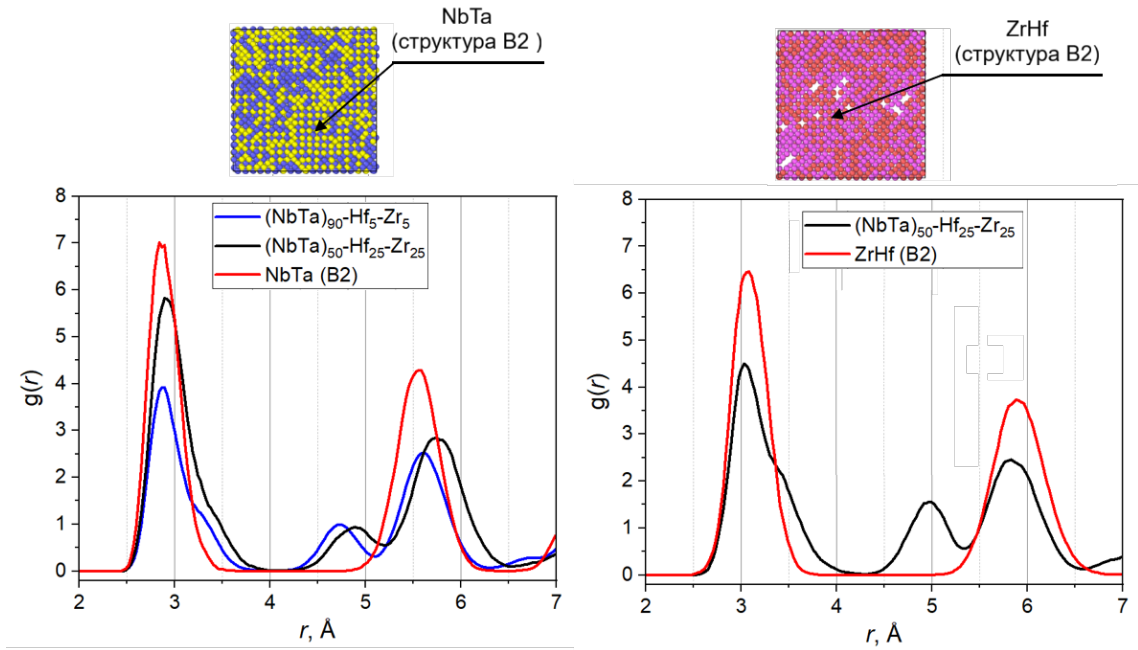 NbTa
(структура B2 )
ZrHf
(структура B2)
8
7
6
5
4
3
2
1
0
g(r)
(NbTa)₉₀-Hf₅-Zr₅
(NbTa)₅₀-Hf₂₅-Zr₂₅
NbTa (B2)
2 3 4 5 6 7
r, Å
8
7
6
5
4
3
2
1
0
g(r)
(NbTa)₅₀-Hf₂₅-Zr₂₅
ZrHf (B2)
2 3 4 5 6 7
r, Å